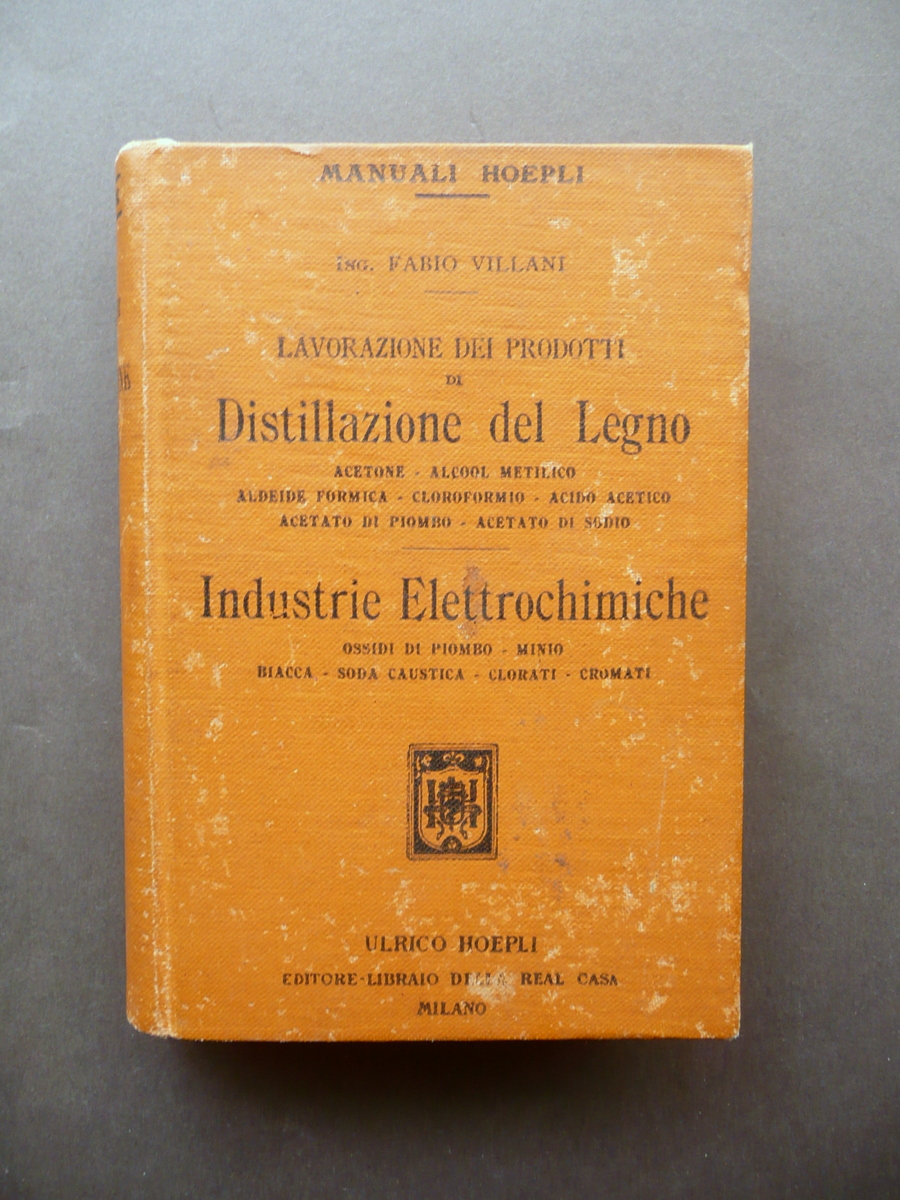 MANUALI HOEPLI
ING. FABIO VILLANI
LAVORAZIONE DEI PRODOTTI
DI
Distillazione del Legno
ACETONE - ALCOOL METILICO
ALDEIDE FORMICA - CLOROFORMIO - ACIDO ACETICO
ACETATO DI PIOMBO - ACETATO DI SODIO
Industrie Elettrochimiche
OSSIDI DI PIOMBO - MINIO
BIACCA - SODA CAUSTICA - CLORATI - CROMATI
ULRICO HOEPLI
EDITORE-LIBRAIO DELLA REAL CASA
MILANO